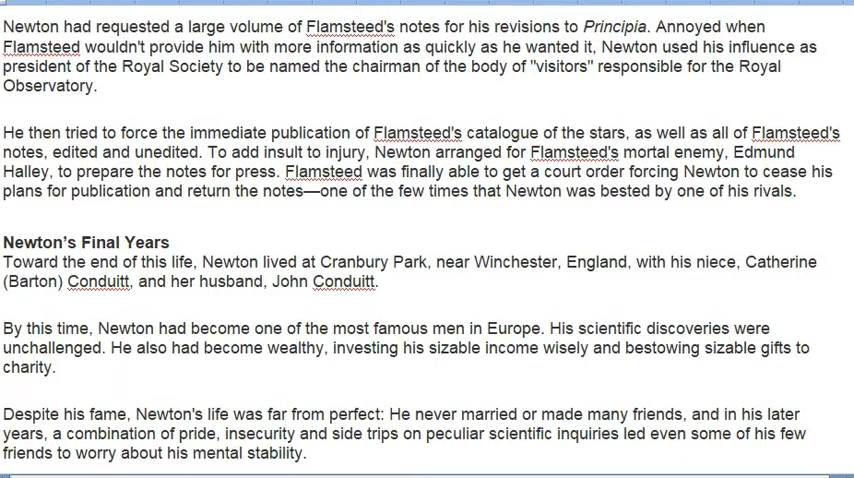 Newton had requested a large volume of Flamsteed's notes for his revisions to Principia. Annoyed when
Flamsteed wouldn't provide him with more information as quickly as he wanted it, Newton used his influence as
president of the Royal Society to be named the chairman of the body of "visitors" responsible for the Royal
Observatory.
He then tried to force the immediate publication of Flamsteed's catalogue of the stars, as well as all of Flamsteed's
notes, edited and unedited. To add insult to injury, Newton arranged for Flamsteed's mortal enemy, Edmund
Halley, to prepare the notes for press. Flamsteed was finally able to get a court order forcing Newton to cease his
plans for publication and return the notes—one of the few times that Newton was bested by one of his rivals.
Newton's Final Years
Toward the end of this life, Newton lived at Cranbury Park, near Winchester, England, with his niece, Catherine
(Barton) Conduitt, and her husband, John Conduitt.
By this time, Newton had become one of the most famous men in Europe. His scientific discoveries were
unchallenged. He also had become wealthy, investing his sizable income wisely and bestowing sizable gifts to
charity.
Despite his fame, Newton's life was far from perfect: He never married or made many friends, and in his later
years, a combination of pride, insecurity and side trips on peculiar scientific inquiries led even some of his few
friends to worry about his mental stability.